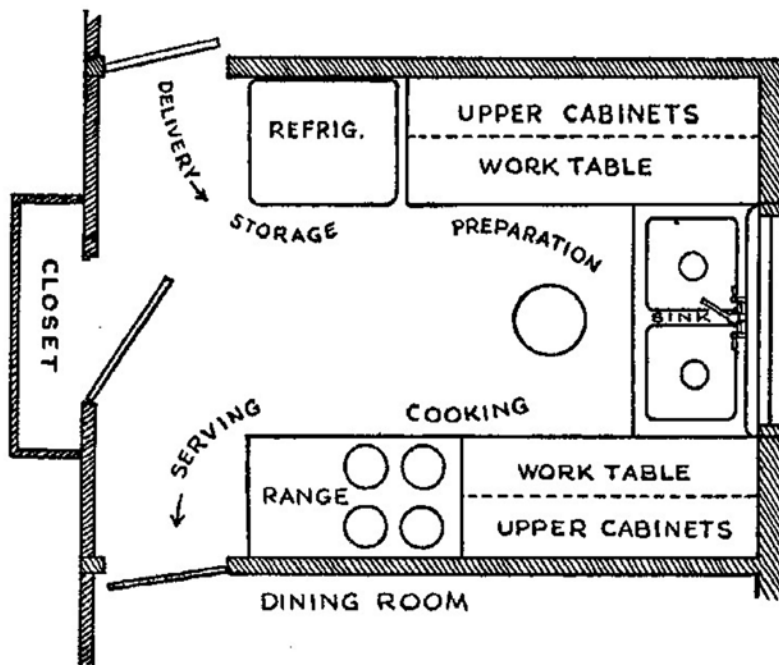 DELIVERY
REFRIG.
UPPER CABINETS
WORK TABLE
STORAGE
PREPARATION
CLOSET
SINK
SERVING
COOKING
RANGE
WORK TABLE
UPPER CABINETS
DINING ROOM